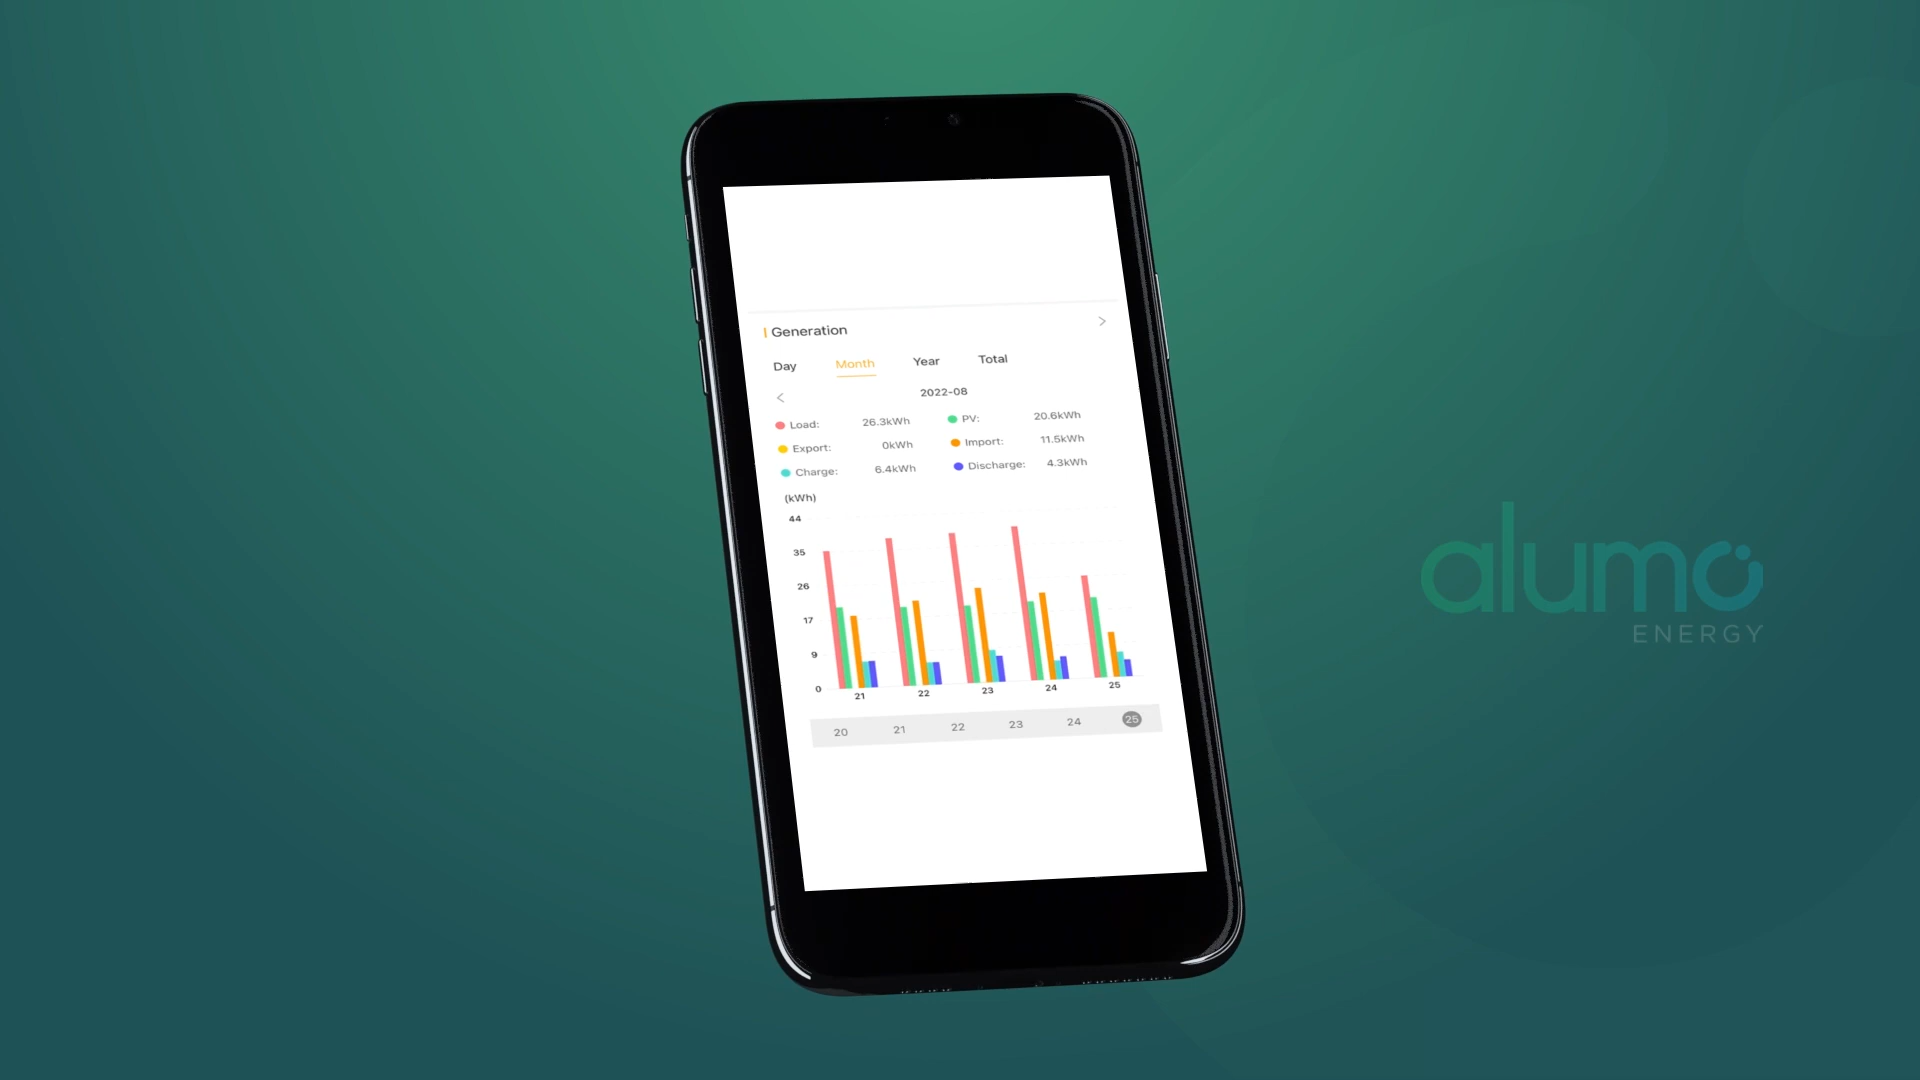 Generation >
Day Month Year Total
< 2022-08
Load: 26.3kWh PV: 20.6kWh
Export: 0kWh Import: 11.5kWh
Charge: 6.4kWh Discharge: 4.3kWh
(kWh)
44
35
26
17
9
0
21 22 23 24 25
20 21 22 23 24 25
alumo
ENERGY